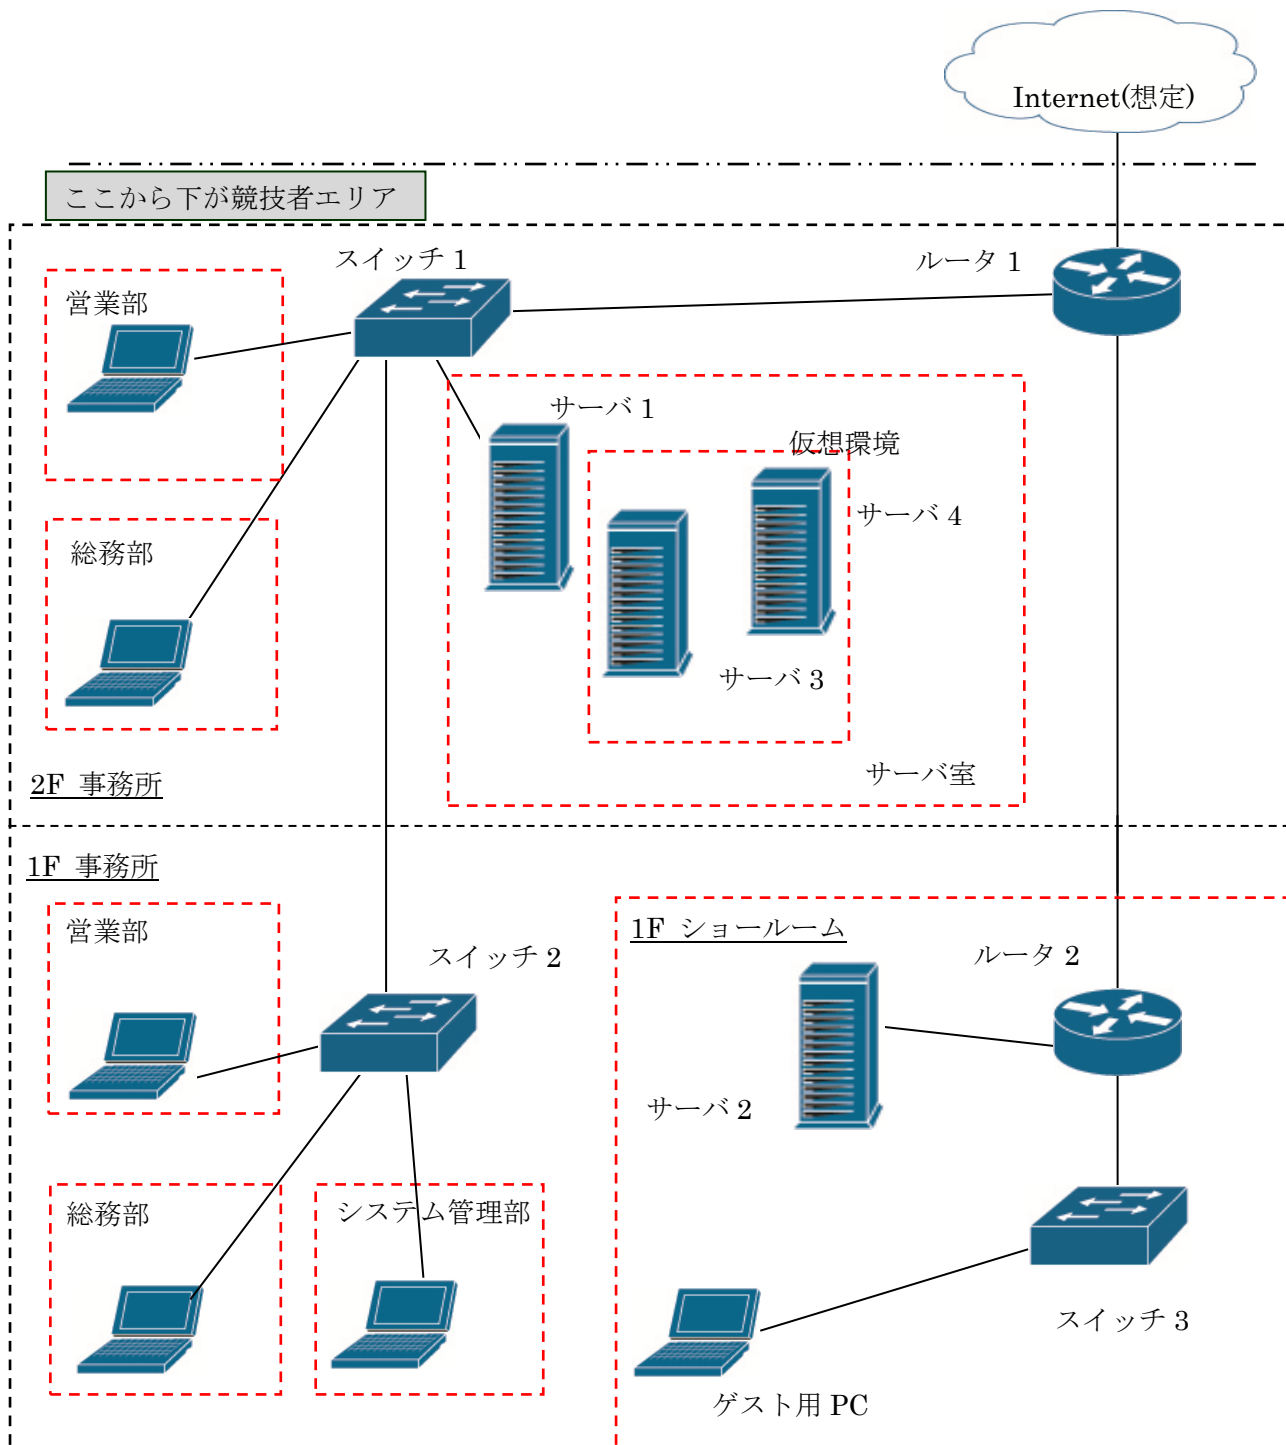 Internet(想定)
ここから下が競技者エリア
スイッチ 1
ルータ 1
営業部
サーバ 1
仮想環境
サーバ 4
総務部
サーバ 3
サーバ室
2F 事務所
1F 事務所
営業部
1F ショールーム
スイッチ 2
ルータ 2
サーバ 2
総務部
システム管理部
スイッチ 3
ゲスト用 PC